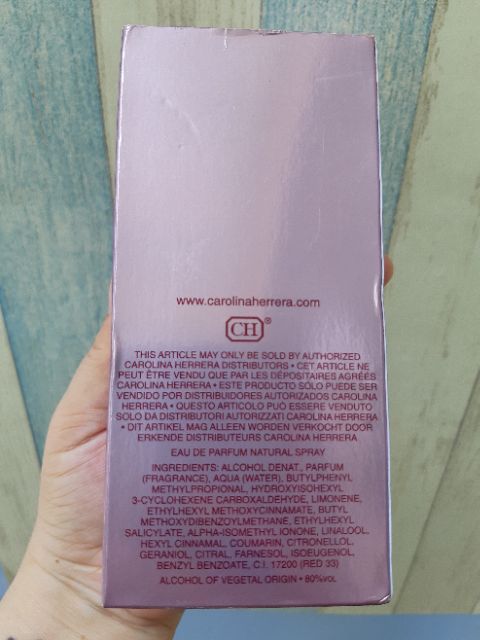 www.carolinaherrera.com
CH®
THIS ARTICLE MAY ONLY BE SOLD BY AUTHORIZED
CAROLINA HERRERA DISTRIBUTORS • CET ARTICLE NE
PEUT ÊTRE VENDU QUE PAR LES DÉPOSITAIRES AGRÉÉS
CAROLINA HERRERA • ESTE PRODUCTO SÓLO PUEDE SER
VENDIDO POR DISTRIBUIDORES AUTORIZADOS CAROLINA
HERRERA • QUESTO ARTICOLO PUÒ ESSERE VENDUTO
SOLO DA DISTRIBUTORI AUTORIZZATI CAROLINA HERRERA
• DIT ARTIKEL MAG ALLEEN WORDEN VERKOCHT DOOR
ERKENDE DISTRIBUTEURS CAROLINA HERRERA
EAU DE PARFUM NATURAL SPRAY
INGREDIENTS: ALCOHOL DENAT., PARFUM
(FRAGRANCE), AQUA (WATER), BUTYLPHENYL
METHYLPROPIONAL, HYDROXYISOHEXYL
3-CYCLOHEXENE CARBOXALDEHYDE, LIMONENE,
ETHYLHEXYL METHOXYCINNAMATE, BUTYL
METHOXYDIBENZOYLMETHANE, ETHYLHEXYL
SALICYLATE, ALPHA-ISOMETHYL IONONE, LINALOOL,
HEXYL CINNAMAL, COUMARIN, CITRONELLOL,
GERANIOL, CITRAL, FARNESOL, ISOEUGENOL,
BENZYL BENZOATE, C.I. 17200 (RED 33)
ALCOHOL OF VEGETAL ORIGIN • 80%VOL